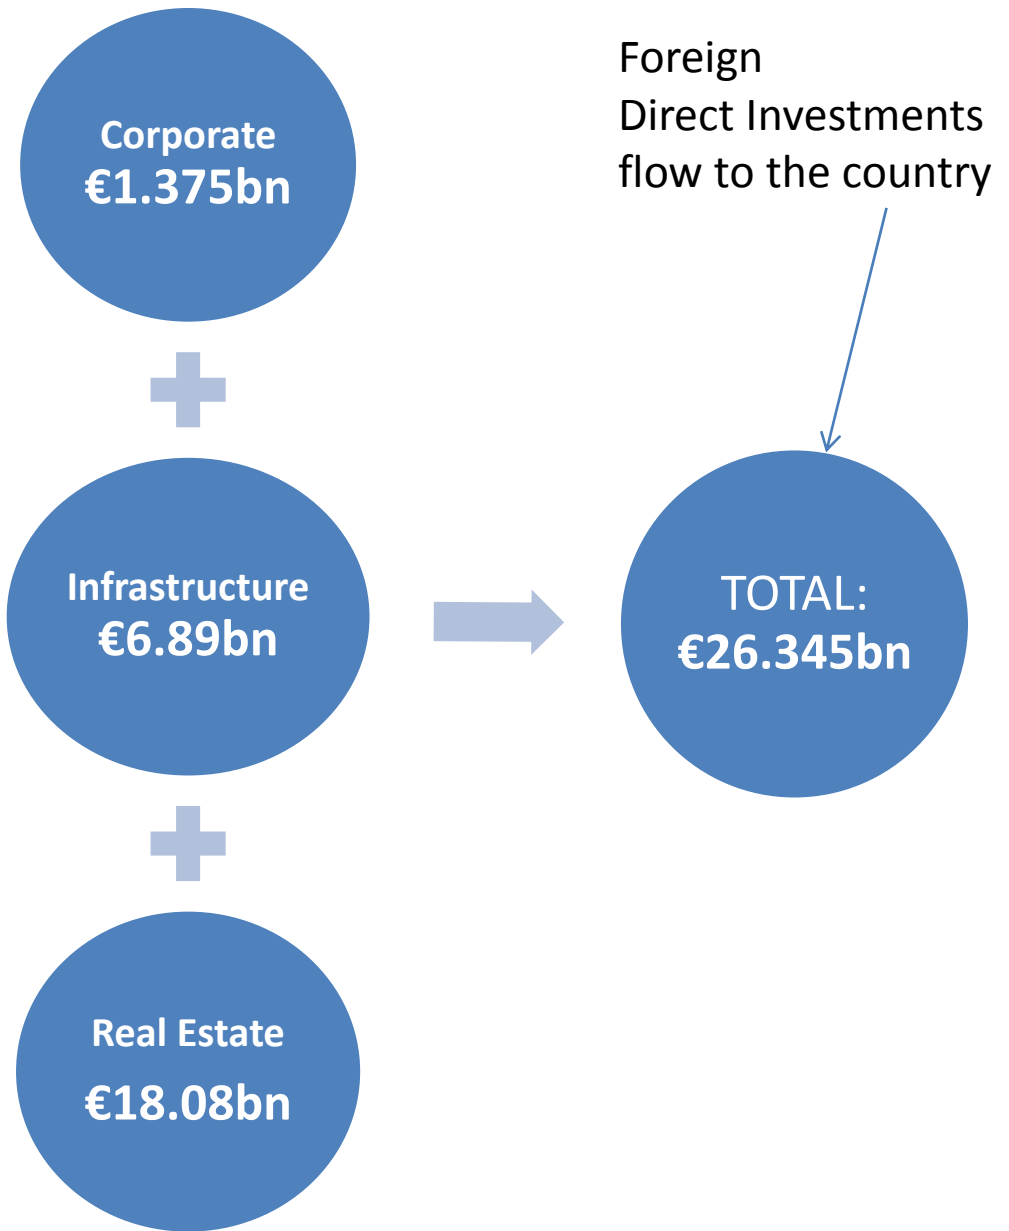 Corporate
€1.375bn
Foreign
Direct Investments
flow to the country
Infrastructure
€6.89bn
TOTAL:
€26.345bn
Real Estate
€18.08bn